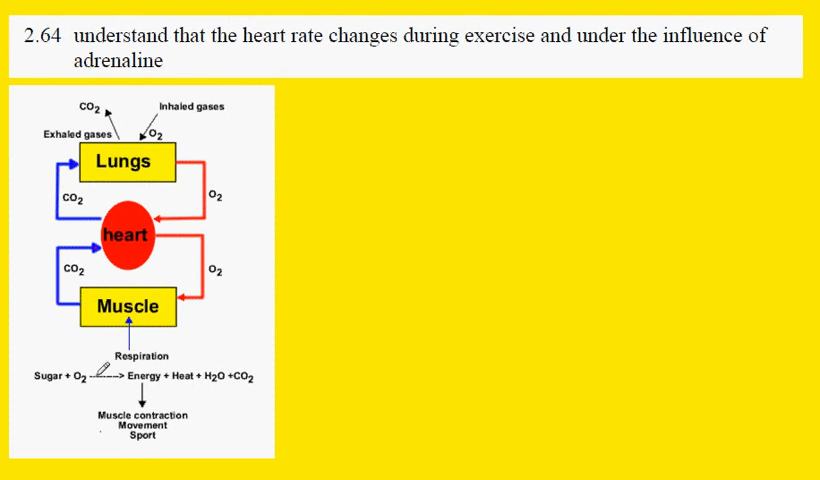 2.64 understand that the heart rate changes during exercise and under the influence of
adrenaline
CO2
Inhaled gases
Exhaled gases
O2
Lungs
CO2
O2
heart
CO2
O2
Muscle
Respiration
Sugar + O2 -----> Energy + Heat + H2O +CO2
Muscle contraction
Movement
Sport